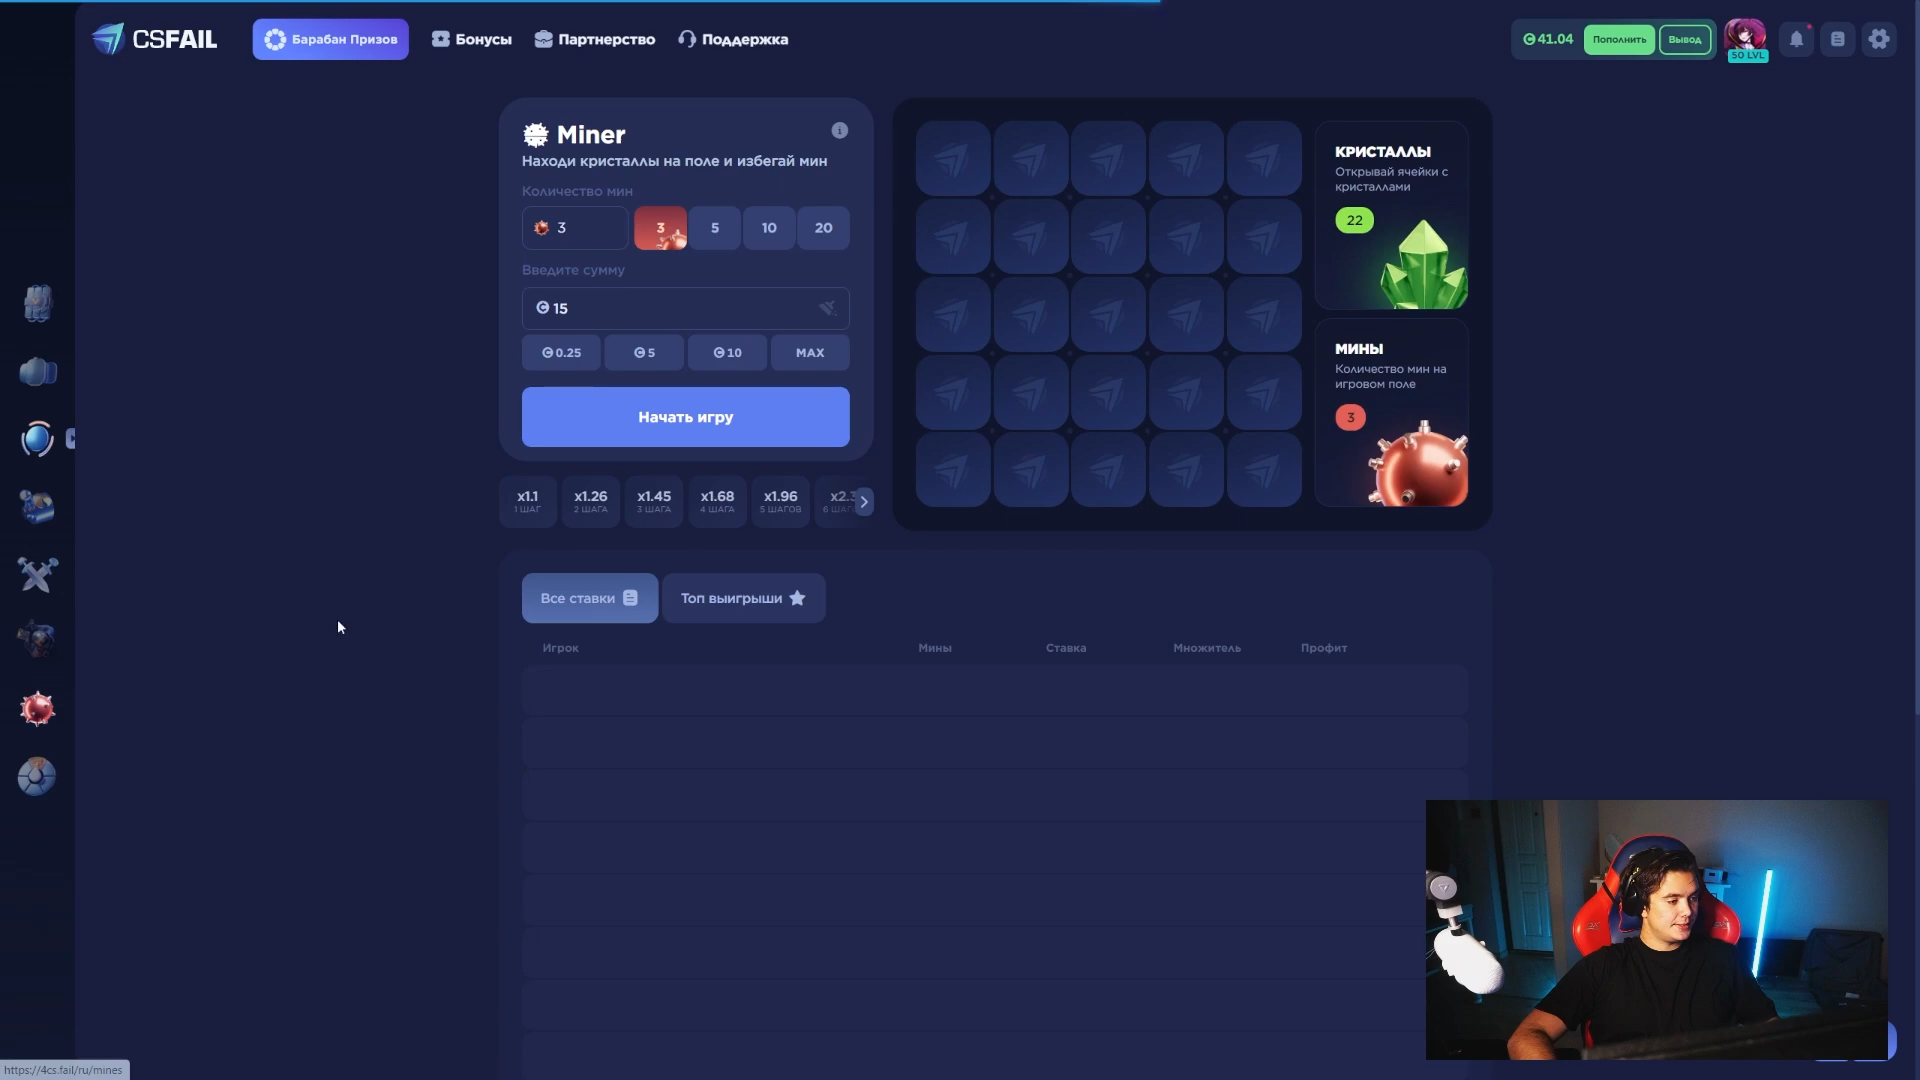 CSFAIL
Барабан Призов
Бонусы
Партнерство
Поддержка
41.04
Пополнить
Вывод
50 LVL
Miner
Находи кристаллы на поле и избегай мин
Количество мин
3
3
5
10
20
Введите сумму
15
0.25
5
10
MAX
Начать игру
x1.1
1 ШАГ
x1.26
2 ШАГА
x1.45
3 ШАГА
x1.68
4 ШАГА
x1.96
5 ШАГОВ
КРИСТАЛЛЫ
Открывай ячейки с
кристаллами
22
МИНЫ
Количество мин на
игровом поле
3
Все ставки
Топ выигрыши
Игрок
Мины
Ставка
Множитель
Профит
https://4cs.fail/ru/mines